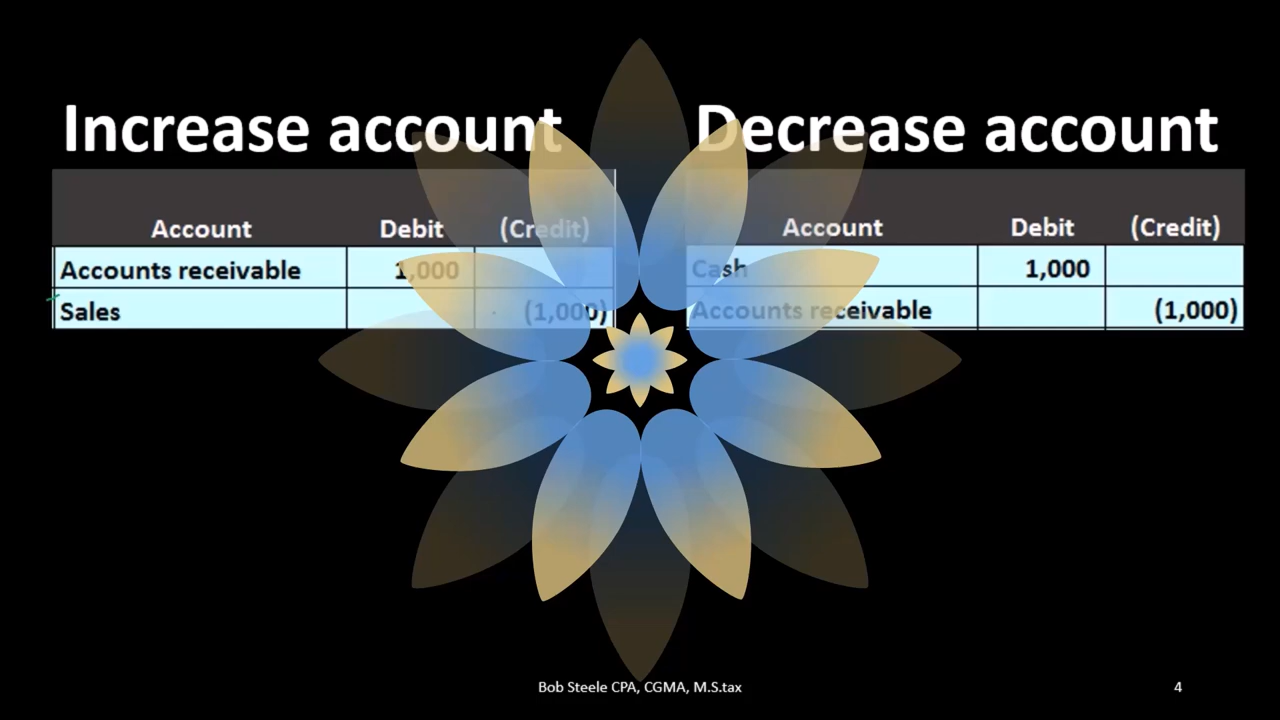 Increase account
Account Debit (Credit)
Accounts receivable 1,000
Sales (1,000)
Decrease account
Account Debit (Credit)
Cash 1,000
Accounts receivable (1,000)
Bob Steele CPA, CGMA, M.S.tax
4